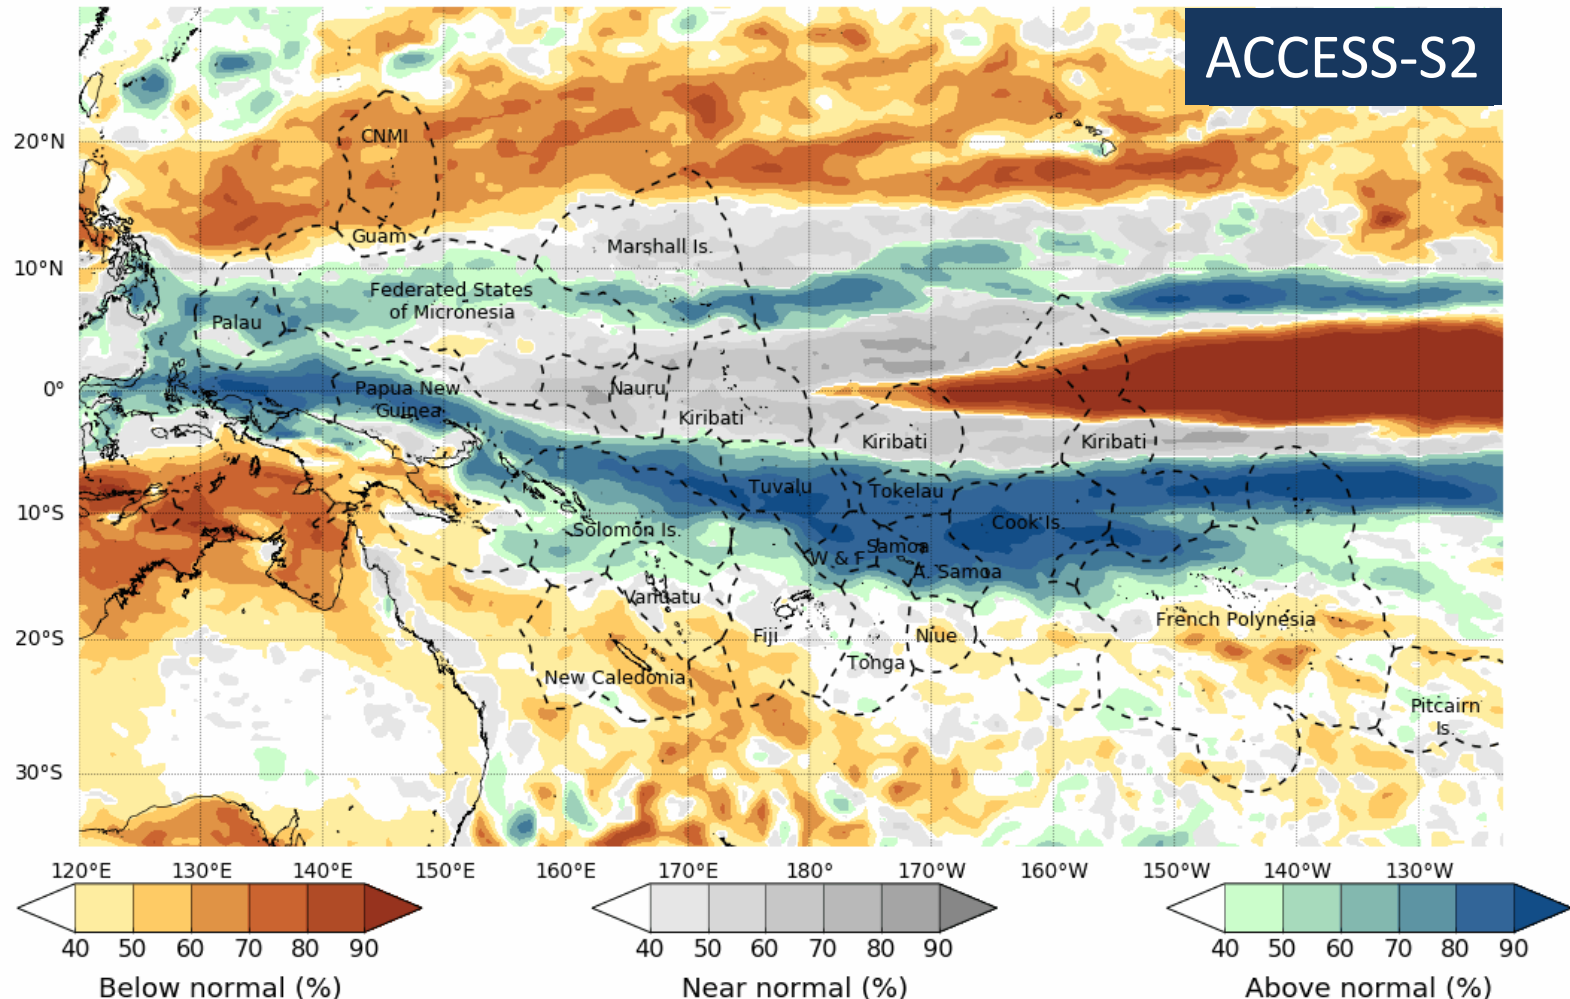 ACCESS-S2
20°N
10°N
0°
10°S
20°S
30°S
CNMI
Guam
Marshall Is.
Federated States
of Micronesia
Palau
Papua New
Guinea
Nauru
Kiribati
Kiribati
Kiribati
Tuvalu
Tokelau
Solomon Is.
Cook Is.
W & F
Samoa
A. Samoa
Vanuatu
Fiji
Niue
French Polynesia
Tonga
New Caledonia
Pitcairn
Is.
120°E 130°E 140°E 150°E 160°E 170°E 180° 170°W 160°W 150°W 140°W 130°W
40 50 60 70 80 90
Below normal (%)
40 50 60 70 80 90
Near normal (%)
40 50 60 70 80 90
Above normal (%)